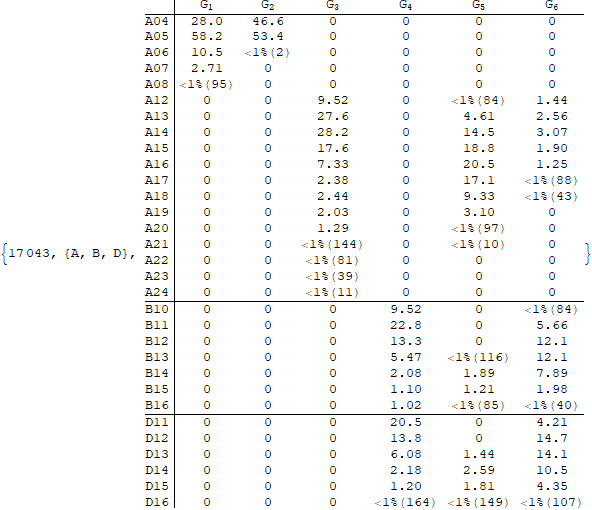 G1 G2 G3 G4 G5 G6
A04 28.0 46.6 0 0 0 0
A05 58.2 53.4 0 0 0 0
A06 10.5 <1%(2) 0 0 0 0
A07 2.71 0 0 0 0 0
A08 <1%(95) 0 0 0 0 0
A12 0 0 9.52 0 <1%(84) 1.44
A13 0 0 27.6 0 4.61 2.56
A14 0 0 28.2 0 14.5 3.07
A15 0 0 17.6 0 18.8 1.90
A16 0 0 7.33 0 20.5 1.25
A17 0 0 2.38 0 17.1 <1%(88)
A18 0 0 2.44 0 9.33 <1%(43)
A19 0 0 2.03 0 3.10 0
A20 0 0 1.29 0 <1%(97) 0
A21 0 0 <1%(144) 0 <1%(10) 0
{17043, {A, B, D}, A22 0 0 <1%(81) 0 0 0 }
A23 0 0 <1%(39) 0 0 0
A24 0 0 <1%(11) 0 0 0
B10 0 0 0 9.52 0 <1%(84)
B11 0 0 0 22.8 0 5.66
B12 0 0 0 13.3 0 12.1
B13 0 0 0 5.47 <1%(116) 12.1
B14 0 0 0 2.08 1.89 7.89
B15 0 0 0 1.10 1.21 1.98
B16 0 0 0 1.02 <1%(85) <1%(40)
D11 0 0 0 20.5 0 4.21
D12 0 0 0 13.8 0 14.7
D13 0 0 0 6.08 1.44 14.1
D14 0 0 0 2.18 2.59 10.5
D15 0 0 0 1.20 1.81 4.35
D16 0 0 0 <1%(164) <1%(149) <1%(107)